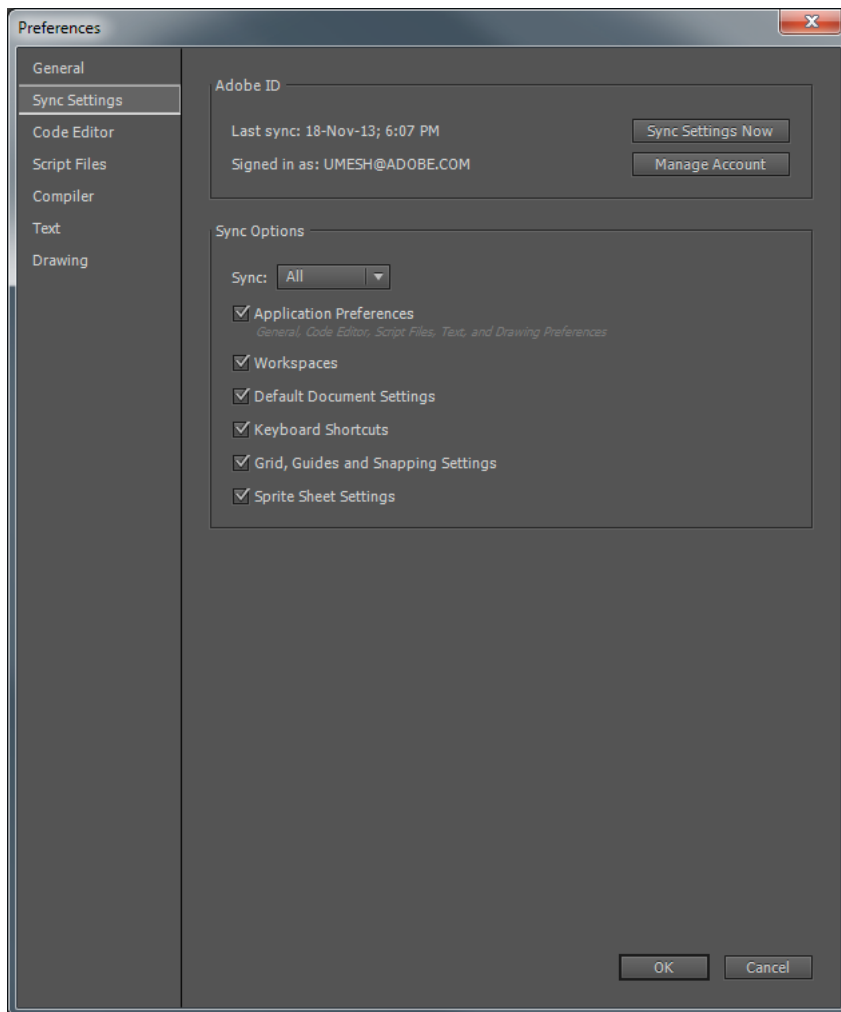 Preferences
General
Sync Settings
Code Editor
Script Files
Compiler
Text
Drawing
Adobe ID
Last sync: 18-Nov-13; 6:07 PM
Sync Settings Now
Signed in as: UMESH@ADOBE.COM
Manage Account
Sync Options
Sync: All
Application Preferences
General, Code Editor, Script Files, Text, and Drawing Preferences
Workspaces
Default Document Settings
Keyboard Shortcuts
Grid, Guides and Snapping Settings
Sprite Sheet Settings
OK
Cancel